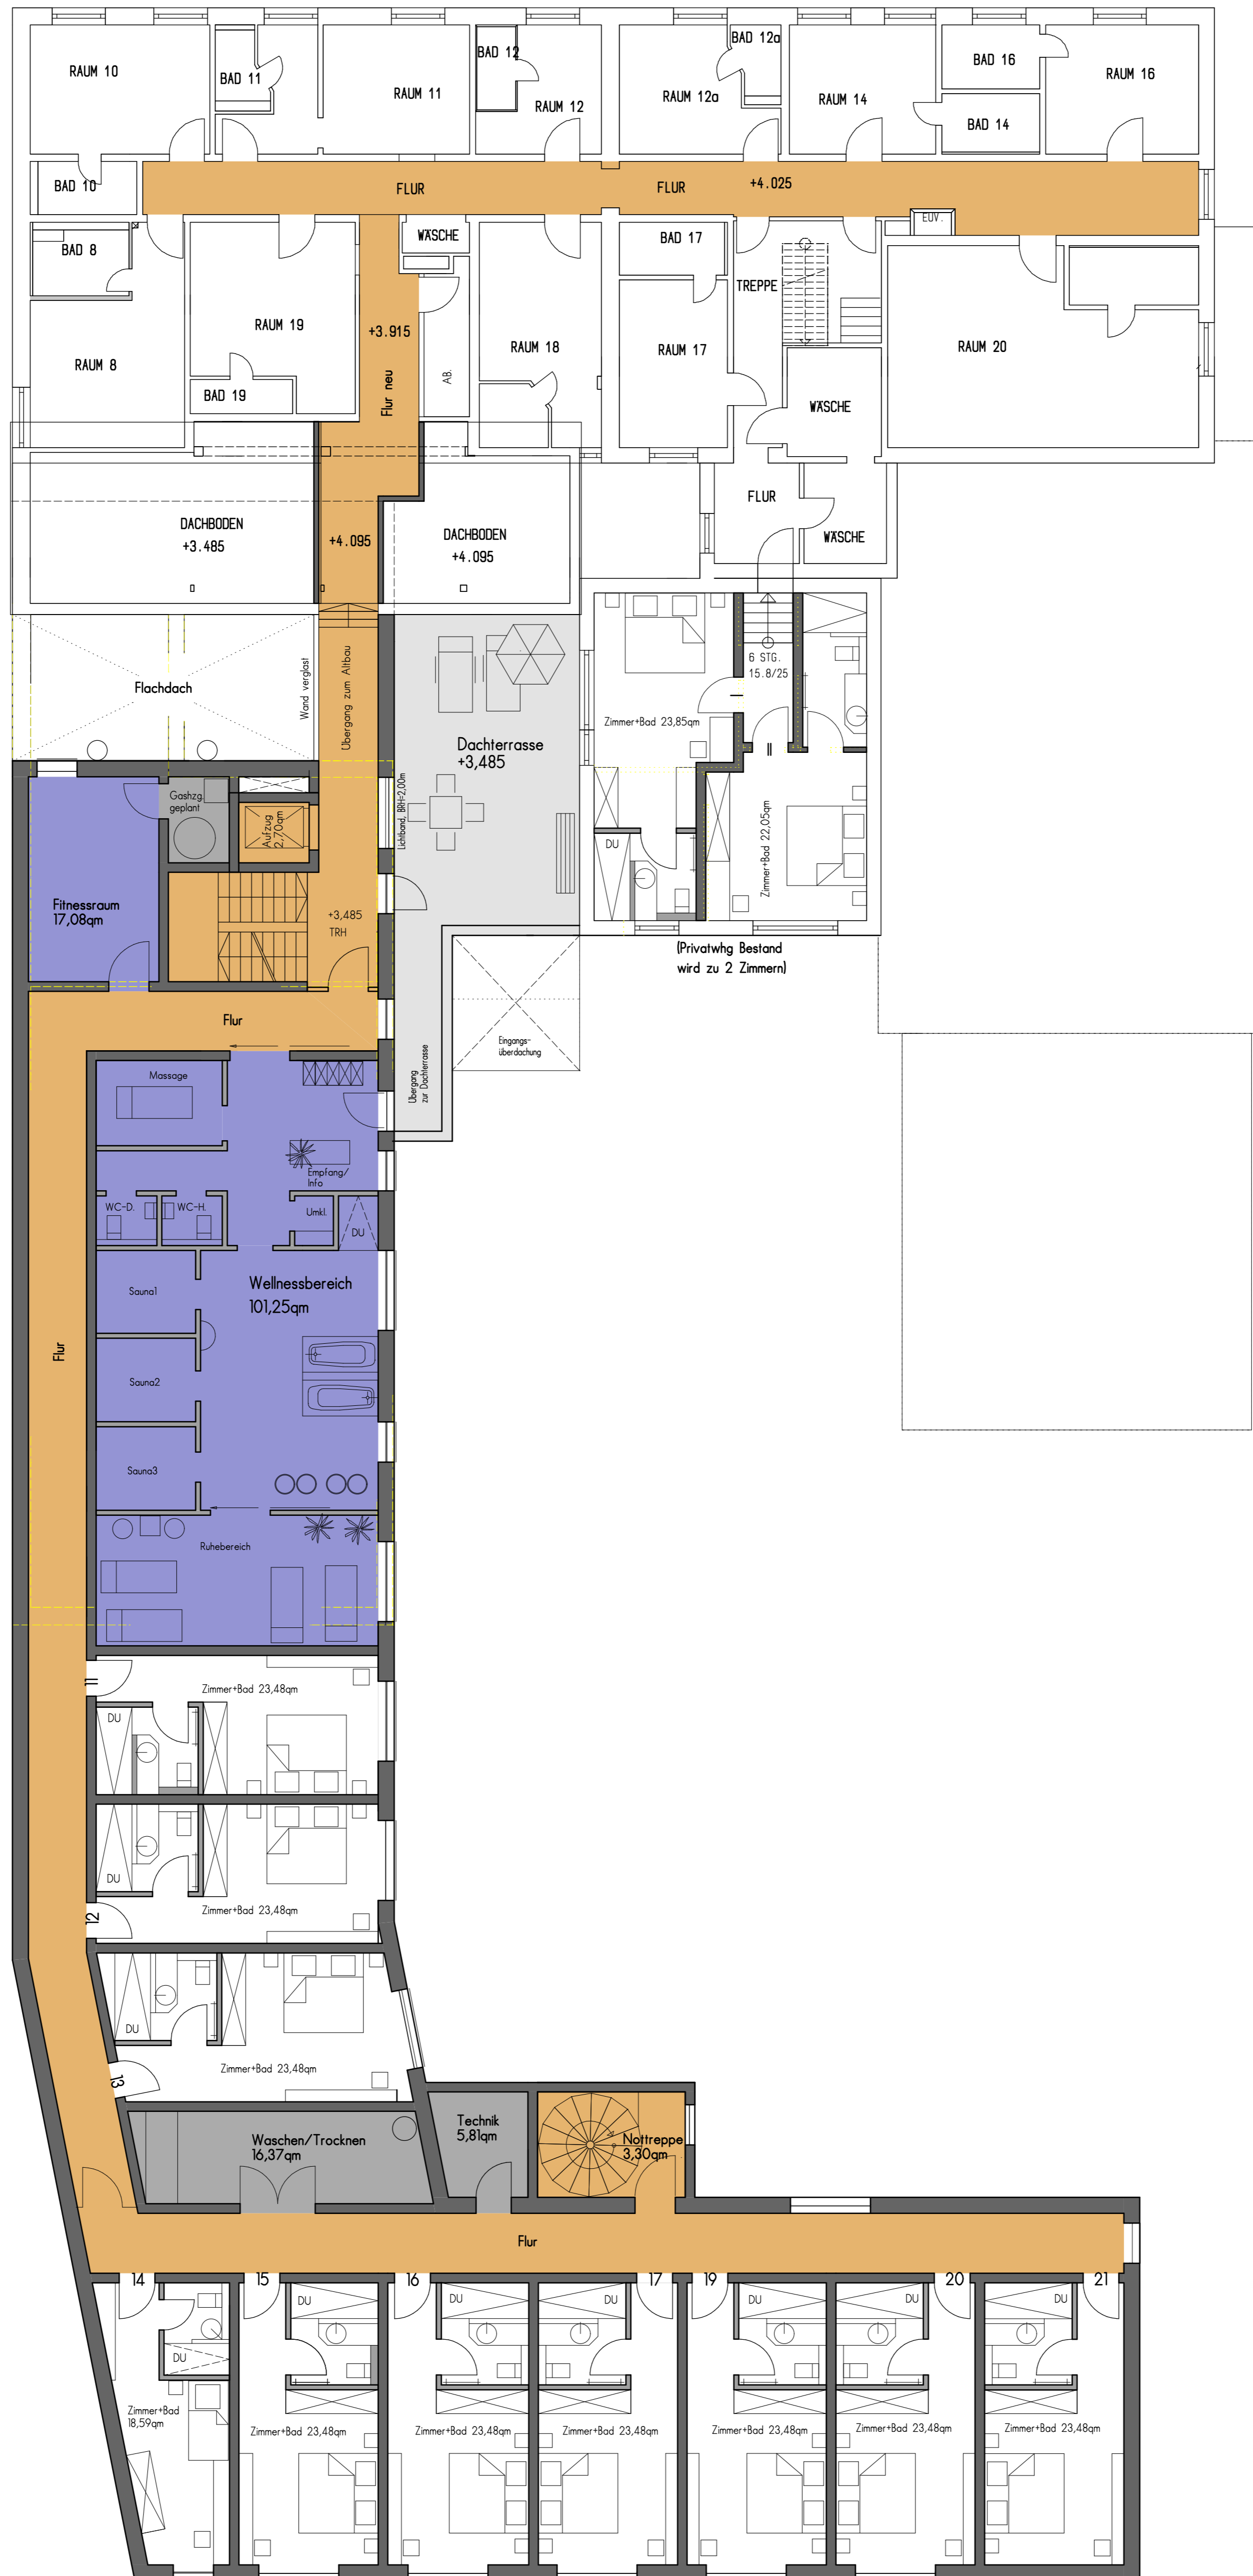 RAUM 10
BAD 11
RAUM 11
BAD 12
RAUM 12
RAUM 12a
BAD 12a
RAUM 14
BAD 16
BAD 14
RAUM 16
BAD 10
FLUR
FLUR
+4.025
BAD 8
RAUM 8
RAUM 19
BAD 19
WÄSCHE
+3.915
Flur neu
AB.
RAUM 18
BAD 17
RAUM 17
TREPPE
EUV.
RAUM 20
WÄSCHE
FLUR
WÄSCHE
DACHBODEN
+3.485
+4.095
DACHBODEN
+4.095
Flachdach
Wand verglast
Übergang zum Altbau
Dachterrasse
+3,485
Lichtband, BRH=2,00m
6 STG.
15.8/25
Zimmer+Bad 23,85qm
I
II
DU
Zimmer+Bad 22,05qm
(Privatwhg Bestand
wird zu 2 Zimmern)
Gashzg.
geplant
Aufzug
2,70qm
Fitnessraum
17,08qm
+3,485
TRH
Flur
Eingangs-
überdachung
Übergang
zur Dachterrasse
Massage
Empfang/
Info
WC-D.
WC-H.
Umkl.
DU
Wellnessbereich
101,25qm
Sauna1
Flur
Sauna2
Sauna3
Ruhebereich
11
Zimmer+Bad 23,48qm
DU
DU
12
Zimmer+Bad 23,48qm
DU
13
Zimmer+Bad 23,48qm
Waschen/Trocknen
16,37qm
Technik
5,81qm
Nottreppe
3,30qm
Flur
14
15
16
17
19
20
21
DU
DU
DU
DU
DU
DU
DU
Zimmer+Bad
18,59qm
Zimmer+Bad 23,48qm
Zimmer+Bad 23,48qm
Zimmer+Bad 23,48qm
Zimmer+Bad 23,48qm
Zimmer+Bad 23,48qm
Zimmer+Bad 23,48qm